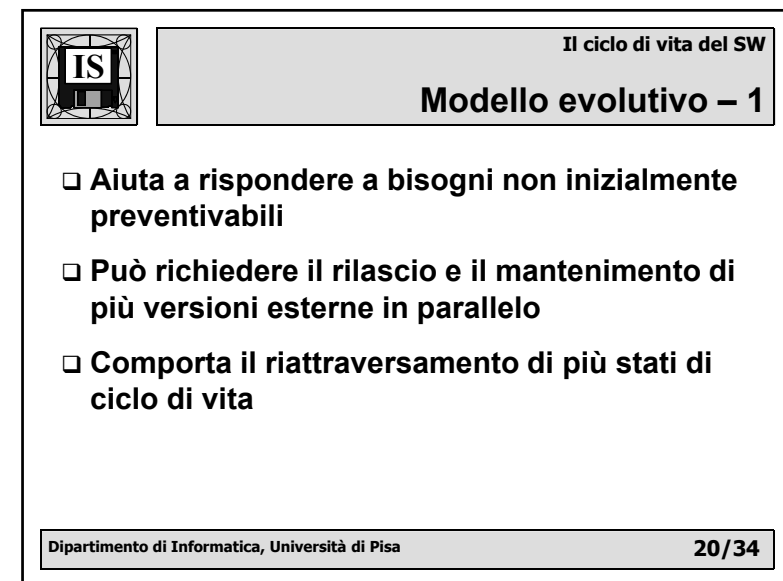 IS
Il ciclo di vita del SW
Modello evolutivo – 1
❑ Aiuta a rispondere a bisogni non inizialmente
preventivabili
❑ Può richiedere il rilascio e il mantenimento di
più versioni esterne in parallelo
❑ Comporta il riattraversamento di più stati di
ciclo di vita
Dipartimento di Informatica, Università di Pisa 20/34